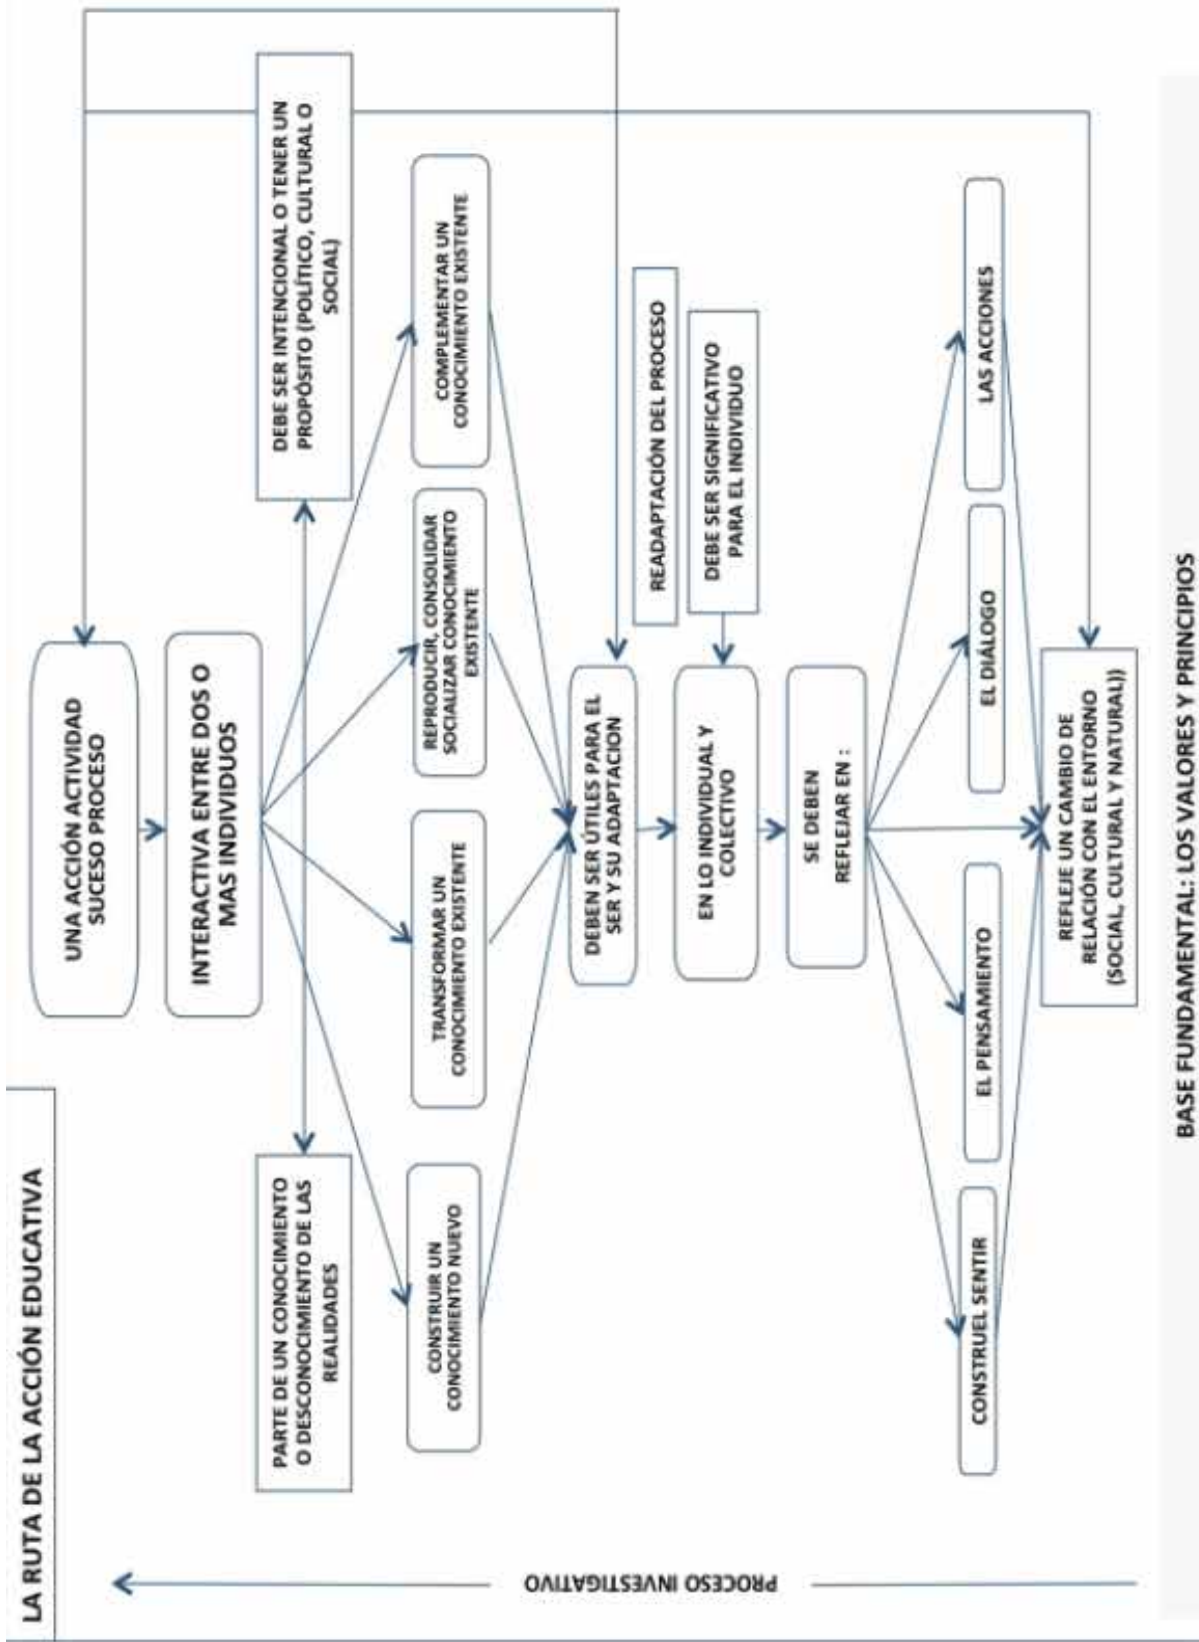 LA RUTA DE LA ACCIÓN EDUCATIVA
UNA ACCIÓN ACTIVIDAD
SUCESO PROCESO
INTERACTIVA ENTRE DOS O
MAS INDIVIDUOS
PARTE DE UN CONOCIMIENTO
O DESCONOCIMIENTO DE LAS
REALIDADES
DEBE SER INTENCIONAL O TENER UN
PROPÓSITO (POLÍTICO, CULTURAL O
SOCIAL)
CONSTRUIR UN
CONOCIMIENTO NUEVO
TRANSFORMAR UN
CONOCIMIENTO EXISTENTE
REPRODUCIR, CONSOLIDAR
SOCIALIZAR CONOCIMIENTO
EXISTENTE
COMPLEMENTAR UN
CONOCIMIENTO EXISTENTE
DEBEN SER ÚTILES PARA EL
SER Y SU ADAPTACION
READAPTACIÓN DEL PROCESO
EN LO INDIVIDUAL Y
COLECTIVO
DEBE SER SIGNIFICATIVO
PARA EL INDIVIDUO
SE DEBEN
REFLEJAR EN :
CONSTRUEL SENTIR
EL PENSAMIENTO
EL DIÁLOGO
LAS ACCIONES
REFLEJE UN CAMBIO DE
RELACIÓN CON EL ENTORNO
(SOCIAL, CULTURAL Y NATURAL))
PROCESO INVESTIGATIVO
BASE FUNDAMENTAL: LOS VALORES Y PRINCIPIOS